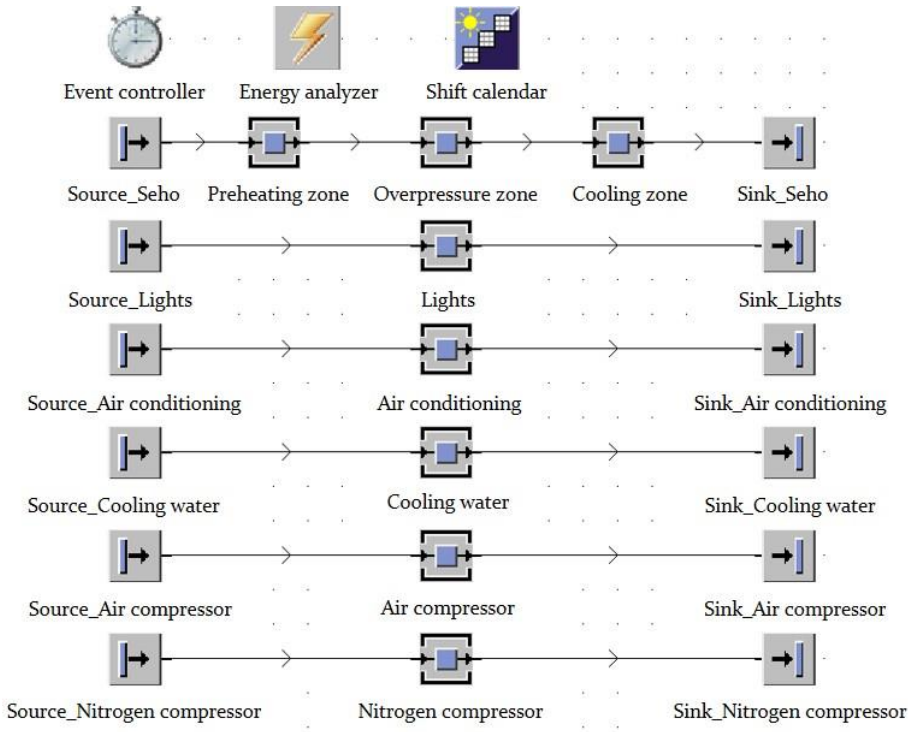 Event controller Energy analyzer Shift calendar
Source_Seho Preheating zone Overpressure zone Cooling zone Sink_Seho
Source_Lights Lights Sink_Lights
Source_Air conditioning Air conditioning Sink_Air conditioning
Source_Cooling water Cooling water Sink_Cooling water
Source_Air compressor Air compressor Sink_Air compressor
Source_Nitrogen compressor Nitrogen compressor Sink_Nitrogen compressor